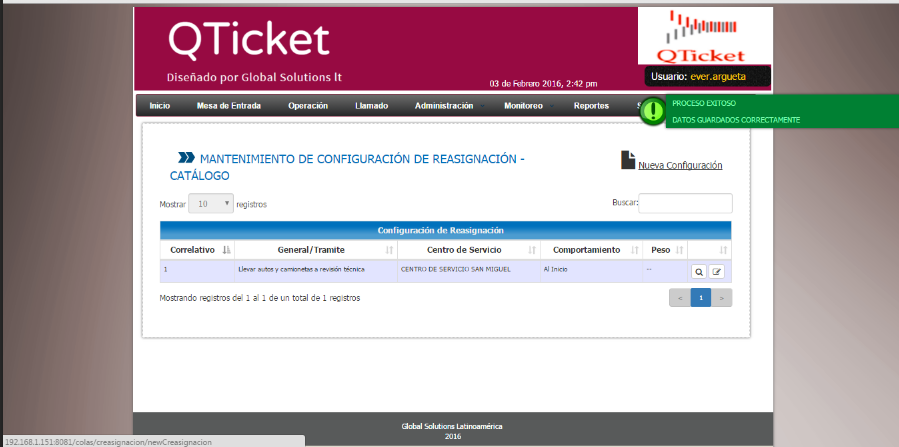 QTicket
Diseñado por Global Solutions lt
QTicket
03 de Febrero 2016, 2:42 pm
Usuario: ever.argueta
Inicio Mesa de Entrada Operación Llamado Administración Monitoreo Reportes S
PROCESO EXITOSO
DATOS GUARDADOS CORRECTAMENTE
MANTENIMIENTO DE CONFIGURACIÓN DE REASIGNACIÓN -
CATÁLOGO
Nueva Configuración
Mostrar 10 registros
Buscar:
Configuración de Reasignación
Correlativo General/Tramite Centro de Servicio Comportamiento Peso
1 Llevar autos y camionetas a revisión técnica CENTRO DE SERVICIO SAN MIGUEL Al Inicio --
Mostrando registros del 1 al 1 de un total de 1 registros
< 1 >
Global Solutions Latinoamérica
2016
192.168.1.151:8081/colas/creasignacion/newCreasignacion